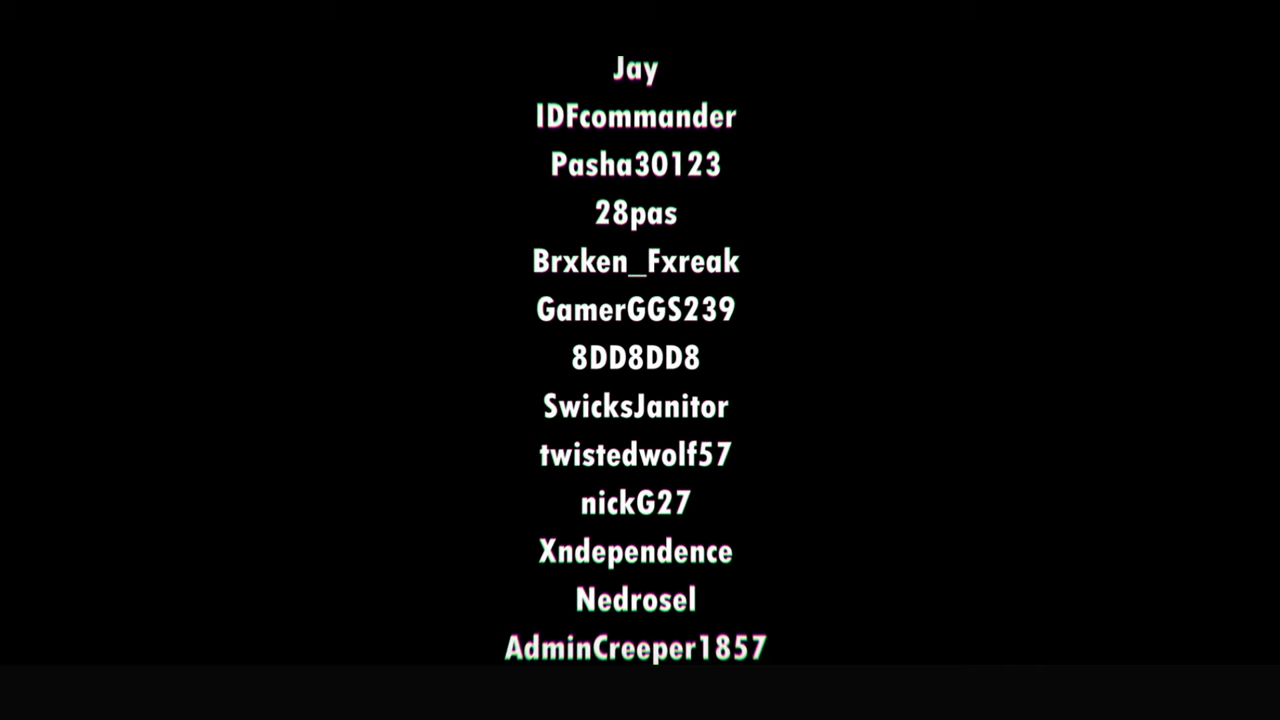 Jay
IDFcommander
Pasha30123
28pas
Brxken_Fxreak
GamerGGS239
8DD8DD8
SwicksJanitor
twistedwolf57
nickG27
Xndependence
Nedrosel
AdminCreeper1857